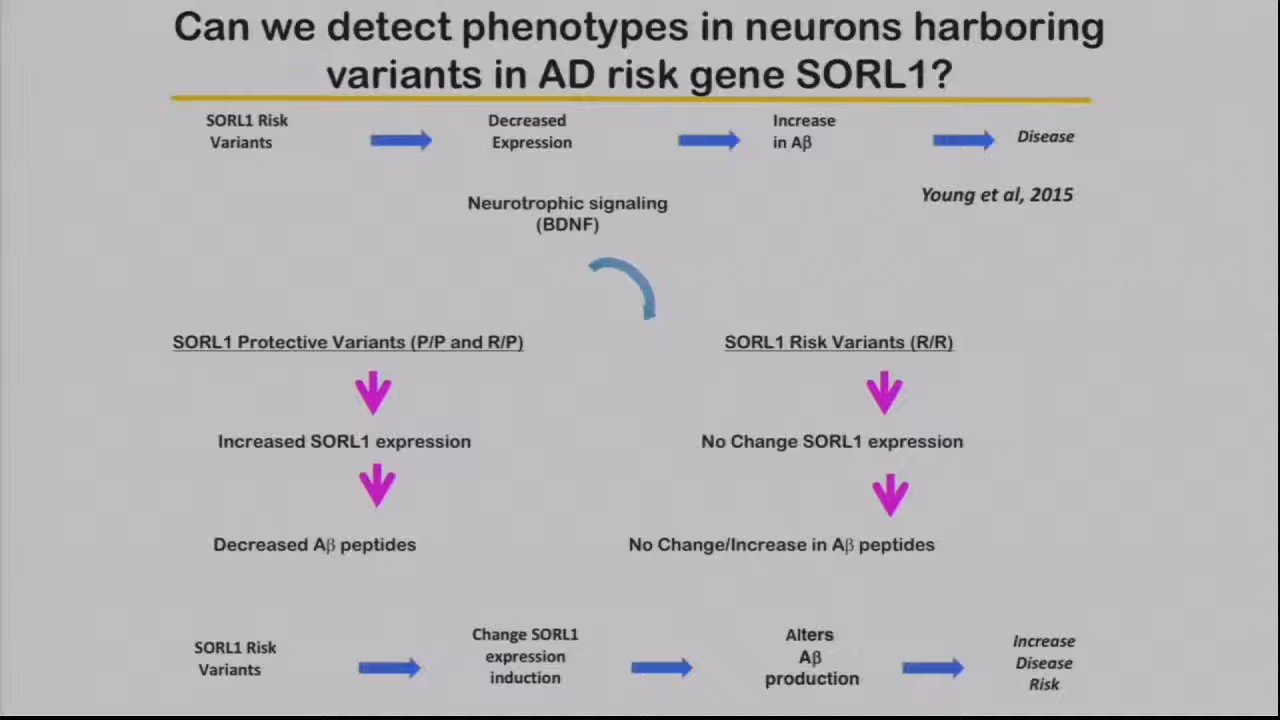 Can we detect phenotypes in neurons harboring
variants in AD risk gene SORL1?
SORL1 Risk
Variants
Decreased
Expression
Increase
in Aβ
Disease
Young et al, 2015
Neurotrophic signaling
(BDNF)
SORL1 Protective Variants (P/P and R/P)
SORL1 Risk Variants (R/R)
Increased SORL1 expression
No Change SORL1 expression
Decreased Aβ peptides
No Change/Increase in Aβ peptides
SORL1 Risk
Variants
Change SORL1
expression
induction
Alters
Aβ
production
Increase
Disease
Risk